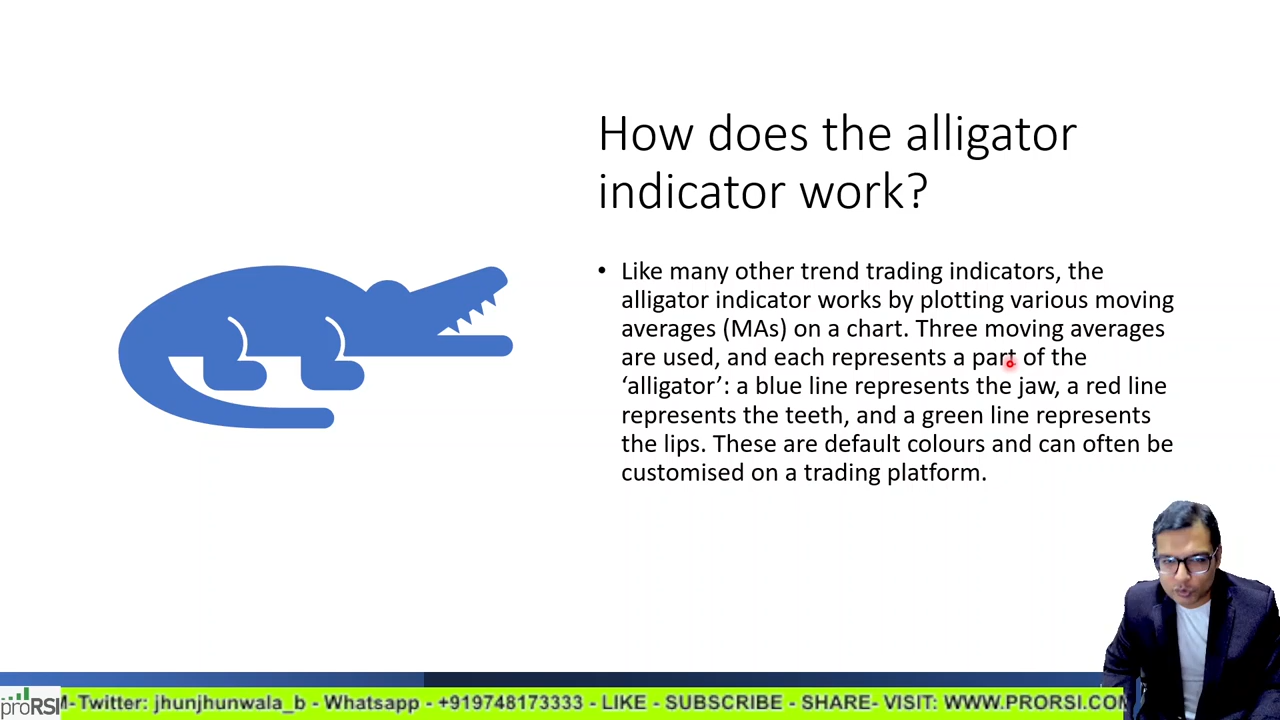 How does the alligator
indicator work?
• Like many other trend trading indicators, the
alligator indicator works by plotting various moving
averages (MAs) on a chart. Three moving averages
are used, and each represents a part of the
‘alligator’: a blue line represents the jaw, a red line
represents the teeth, and a green line represents
the lips. These are default colours and can often be
customised on a trading platform.
proRSI
- Twitter: jhunjhunwala_b - Whatsapp - +919748173333 - LIKE - SUBSCRIBE - SHARE- VISIT: WWW.PRORSI.COM